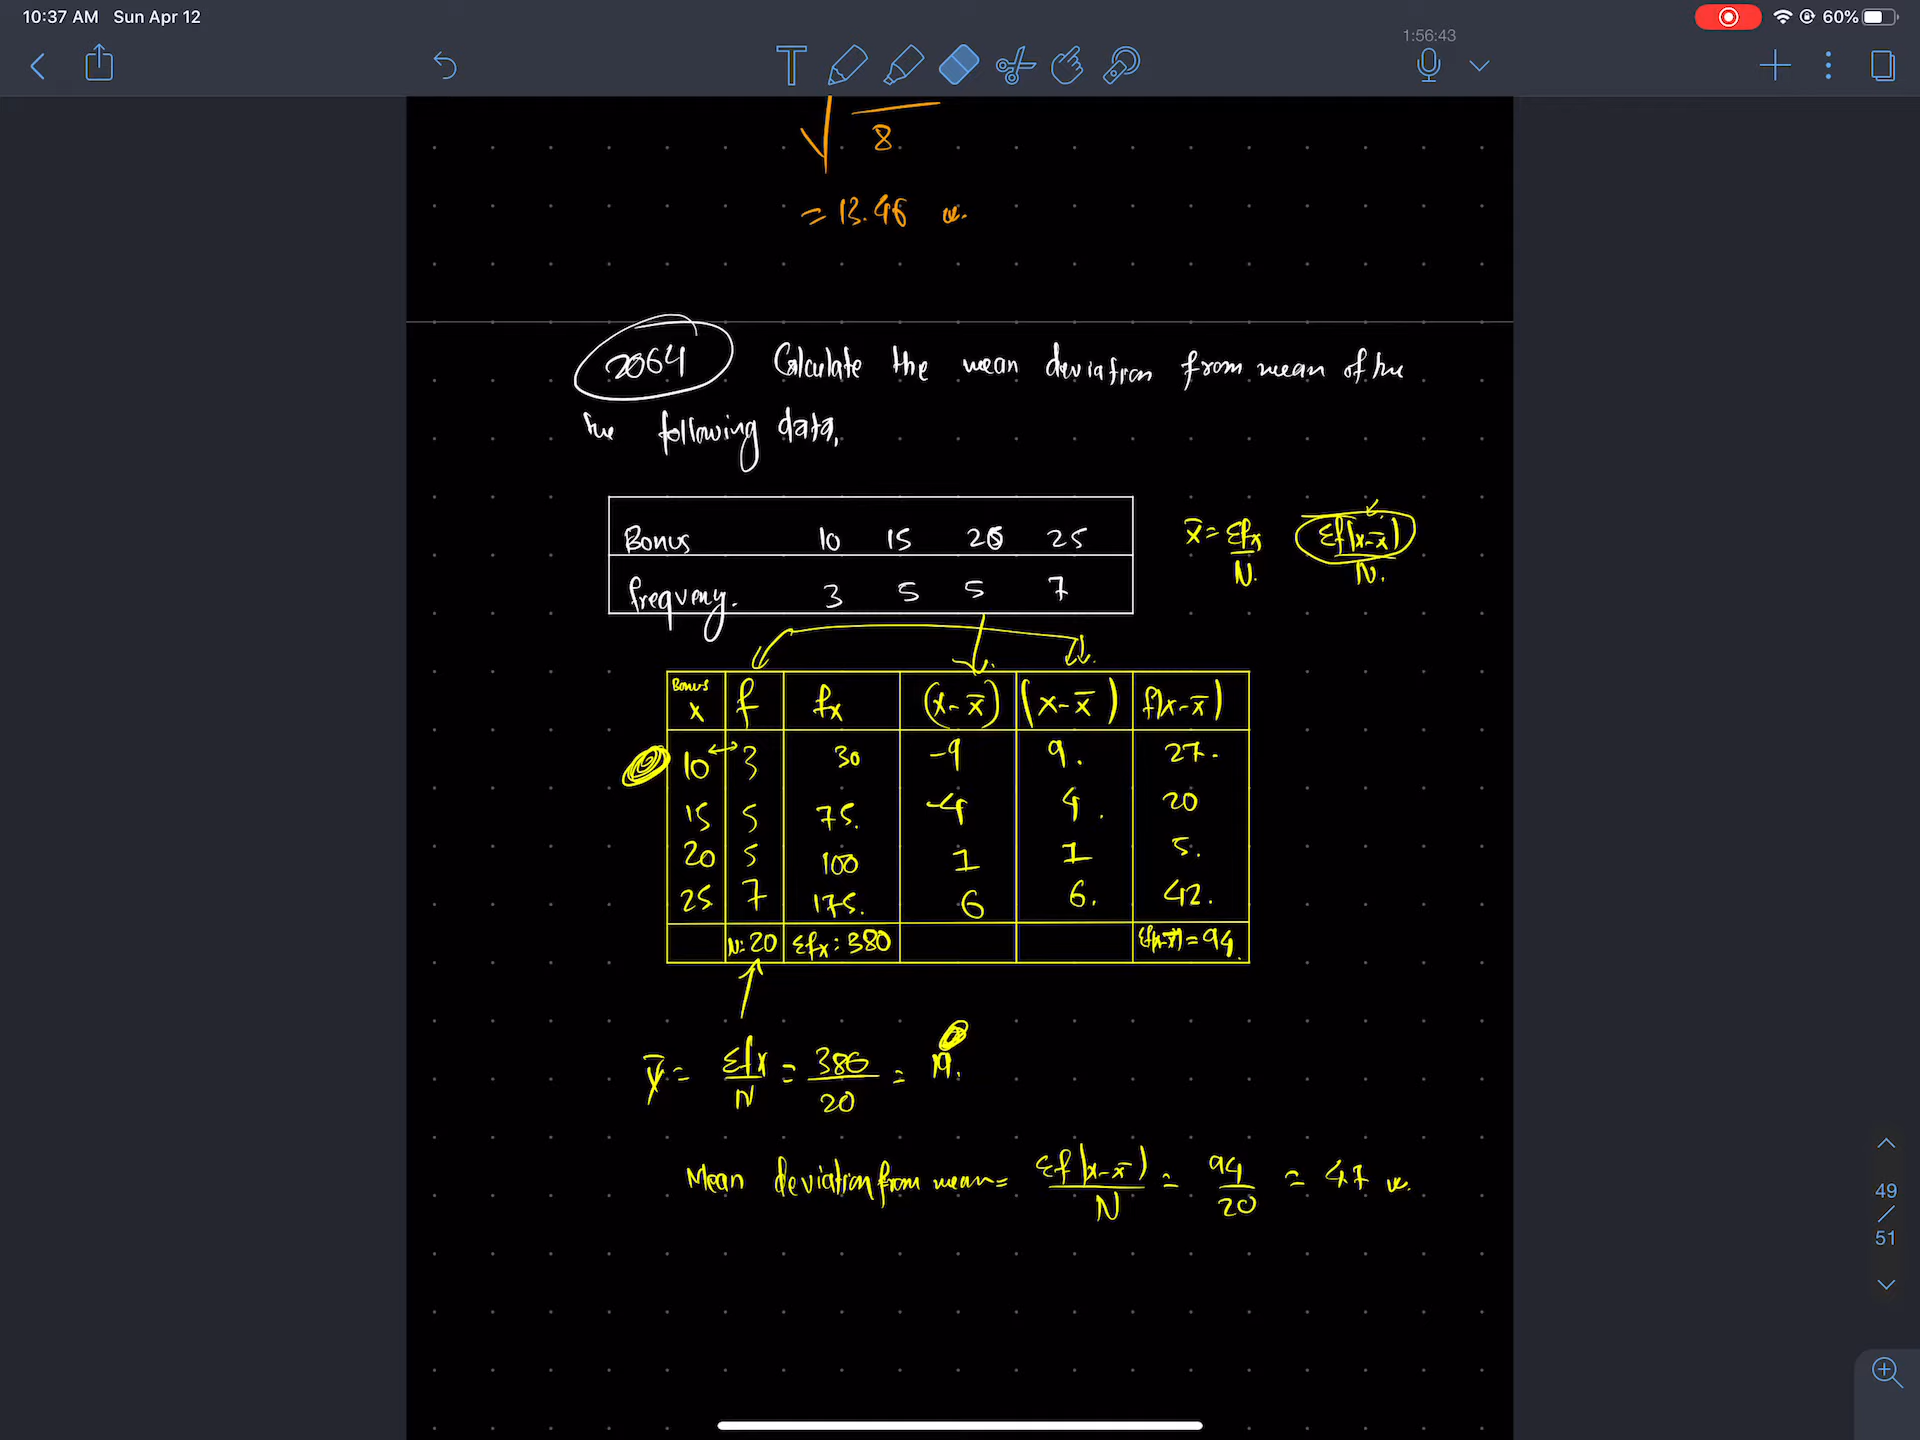 10:37 AM Sun Apr 12
60%
1:56:43
8.
= 13.46
2064 Calculate the mean deviation from mean of the
the following data,
Bonus 10 15 20 25
frequency. 3 5 5 7
x̄ = Σfx/N. Σf|x-x̄|/N.
Bonus x f fx (x-x̄) |x-x̄| f|x-x̄|
10 3 30 -9 9. 27.
15 5 75. -4 4. 20
20 5 100 1 1 5.
25 7 175. 6 6. 42.
N=20 Σfx=380 Σf|x-x̄|=94.
x̄ = Σfx/N = 380/20 = 19.
Mean deviation from mean = Σf|x-x̄|/N = 94/20 = 4.7
49
/
51